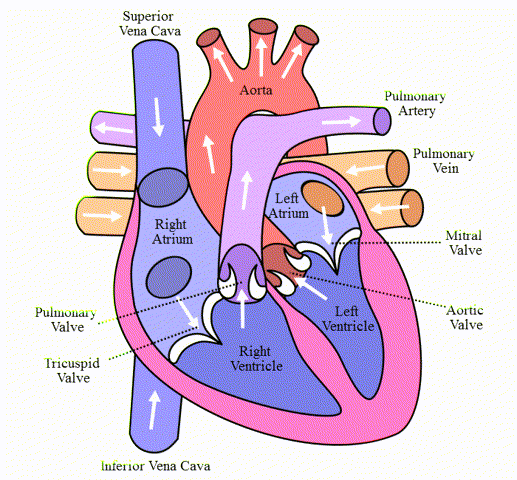 Superior
Vena Cava
Aorta
Pulmonary
Artery
Pulmonary
Vein
Left
Atrium
Right
Atrium
Mitral
Valve
Pulmonary
Valve
Left
Ventricle
Aortic
Valve
Right
Ventricle
Tricuspid
Valve
Inferior Vena Cava